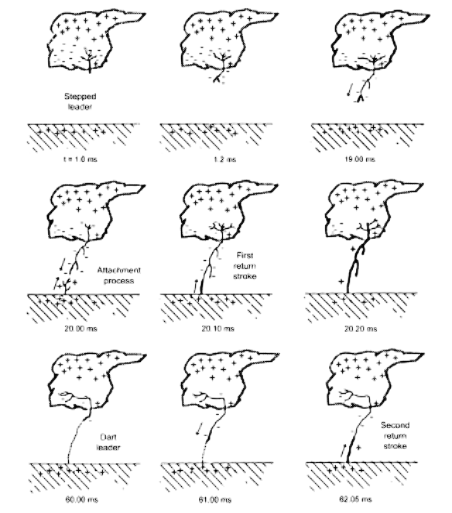 Stepped
leader
t = 1.0 ms
1.2 ms
19.00 ms
Attachment
process
First
return
stroke
20.00 ms
20.10 ms
20.20 ms
Dart
leader
Second
return
stroke
60.00 ms
61.00 ms
62.05 ms